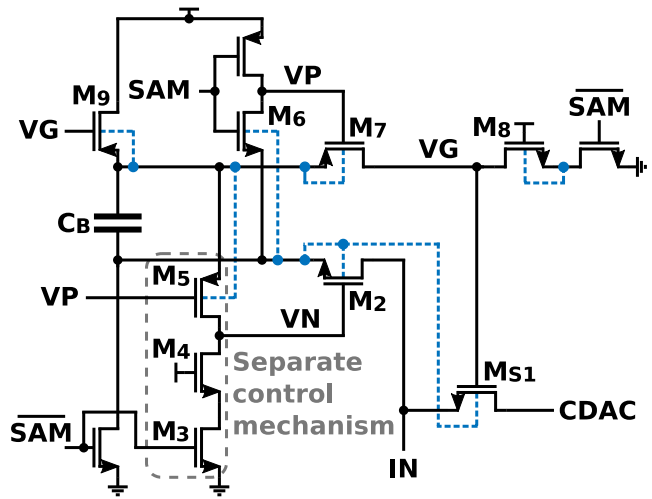 SAM
VP
M9
M6
VG
M7
VG
M8
SAM
CB
M5
VP
VN
M2
M4
Separate
control
mechanism
MS1
SAM
M3
CDAC
IN